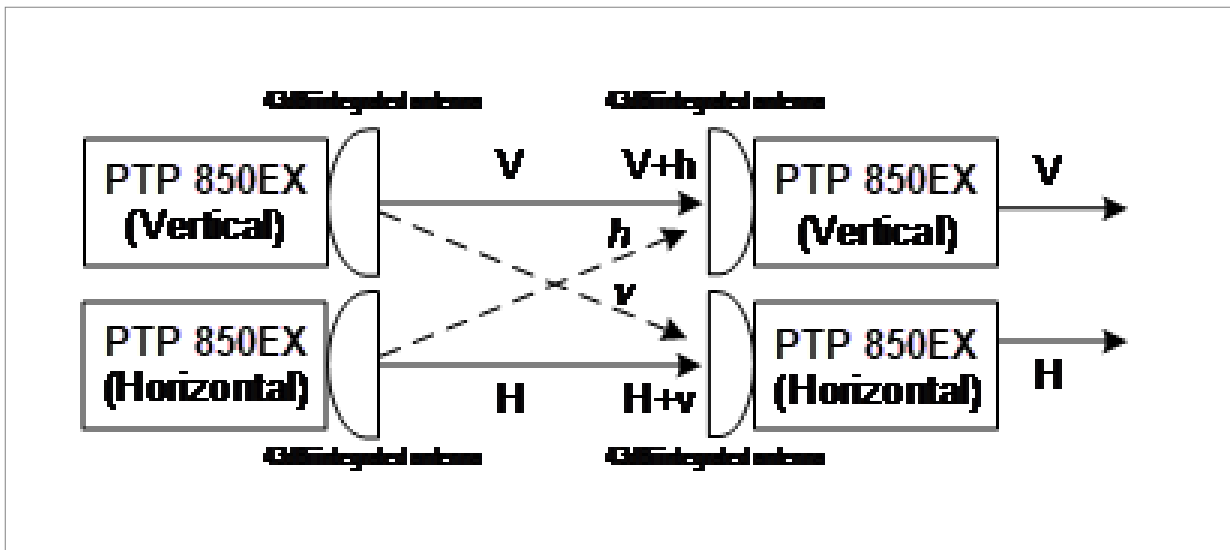 PTP 850EX
(Vertical)
V
V+h
PTP 850EX
(Vertical)
V
h
v
PTP 850EX
(Horizontal)
H
H+v
PTP 850EX
(Horizontal)
H